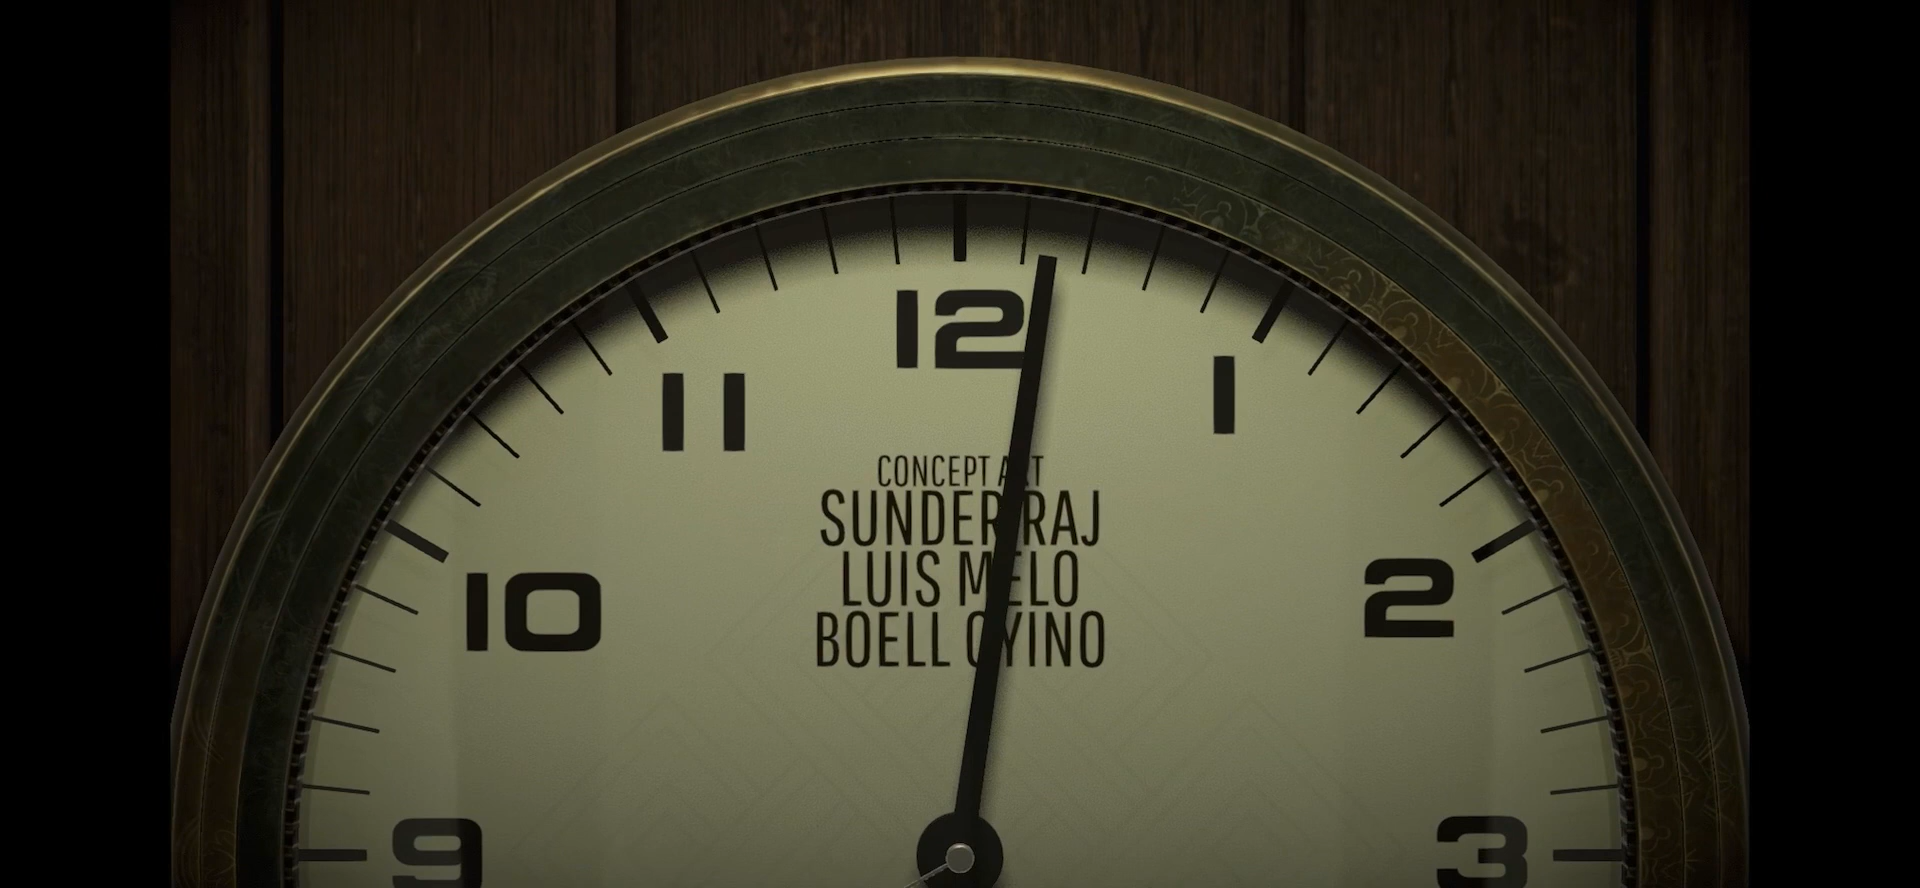 12
11
1
CONCEPT ART
SUNDER RAJ
LUIS MELO
BOELL OYINO
10
2
9
3